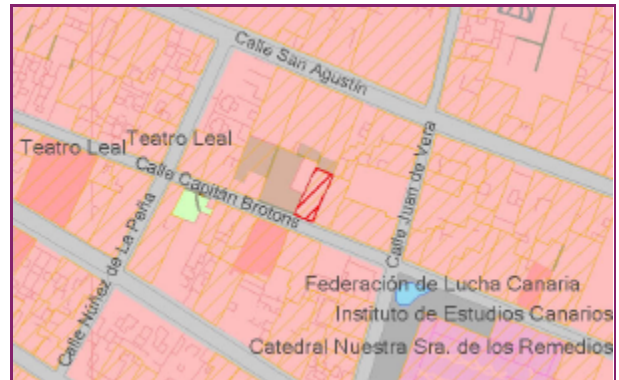 Calle San Agustín
Teatro Leal
Teatro Leal
Calle Capitán Brotons
Calle Juan de Vera
Calle Núñez de La Peña
Federación de Lucha Canaria
Instituto de Estudios Canarios
Catedral Nuestra Sra. de los Remedios